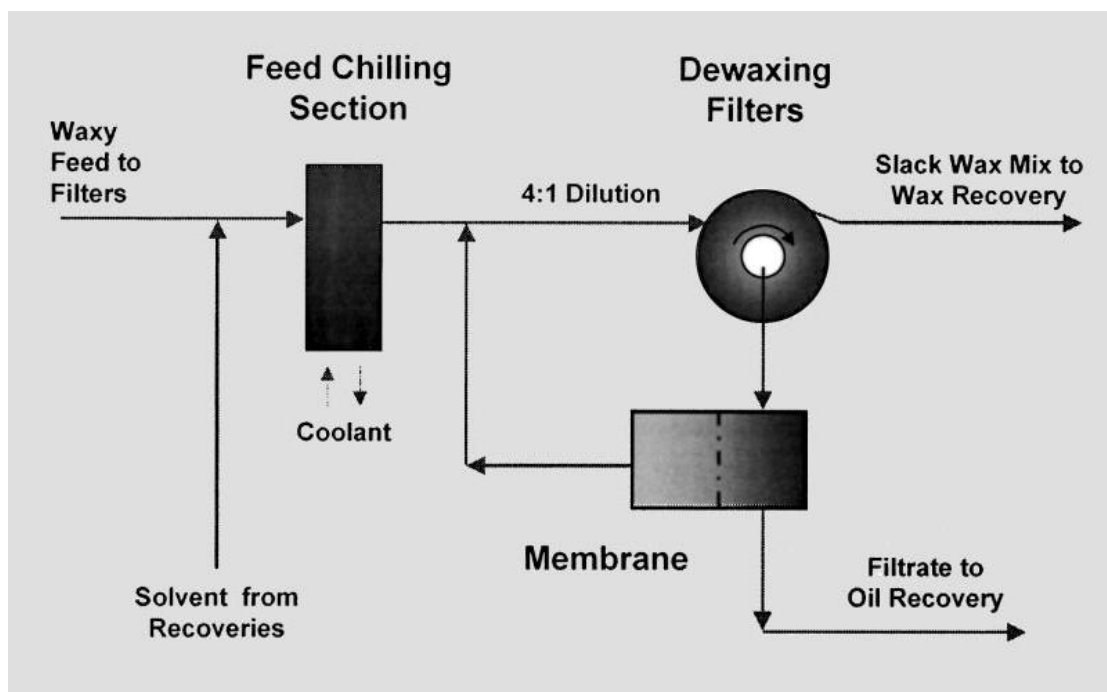 Feed Chilling
Section
Dewaxing
Filters
Waxy
Feed to
Filters
4:1 Dilution
Slack Wax Mix to
Wax Recovery
Coolant
Membrane
Solvent from
Recoveries
Filtrate to
Oil Recovery